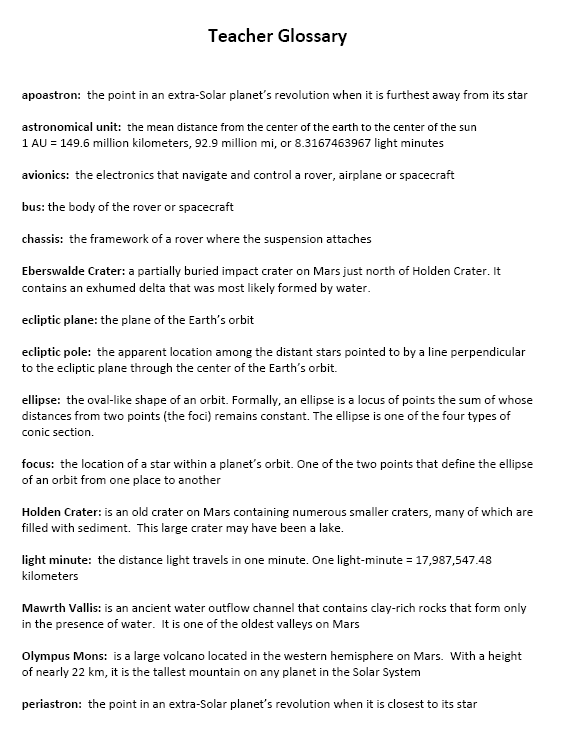 Teacher Glossary
apoastron: the point in an extra-Solar planet's revolution when it is furthest away from its star
astronomical unit: the mean distance from the center of the earth to the center of the sun
1 AU = 149.6 million kilometers, 92.9 million mi, or 8.3167463967 light minutes
avionics: the electronics that navigate and control a rover, airplane or spacecraft
bus: the body of the rover or spacecraft
chassis: the framework of a rover where the suspension attaches
Eberswalde Crater: a partially buried impact crater on Mars just north of Holden Crater. It
contains an exhumed delta that was most likely formed by water.
ecliptic plane: the plane of the Earth's orbit
ecliptic pole: the apparent location among the distant stars pointed to by a line perpendicular
to the ecliptic plane through the center of the Earth's orbit.
ellipse: the oval-like shape of an orbit. Formally, an ellipse is a locus of points the sum of whose
distances from two points (the foci) remains constant. The ellipse is one of the four types of
conic section.
focus: the location of a star within a planet's orbit. One of the two points that define the ellipse
of an orbit from one place to another
Holden Crater: is an old crater on Mars containing numerous smaller craters, many of which are
filled with sediment. This large crater may have been a lake.
light minute: the distance light travels in one minute. One light-minute = 17,987,547.48
kilometers
Mawrth Vallis: is an ancient water outflow channel that contains clay-rich rocks that form only
in the presence of water. It is one of the oldest valleys on Mars
Olympus Mons: is a large volcano located in the western hemisphere on Mars. With a height
of nearly 22 km, it is the tallest mountain on any planet in the Solar System
periastron: the point in an extra-Solar planet's revolution when it is closest to its star